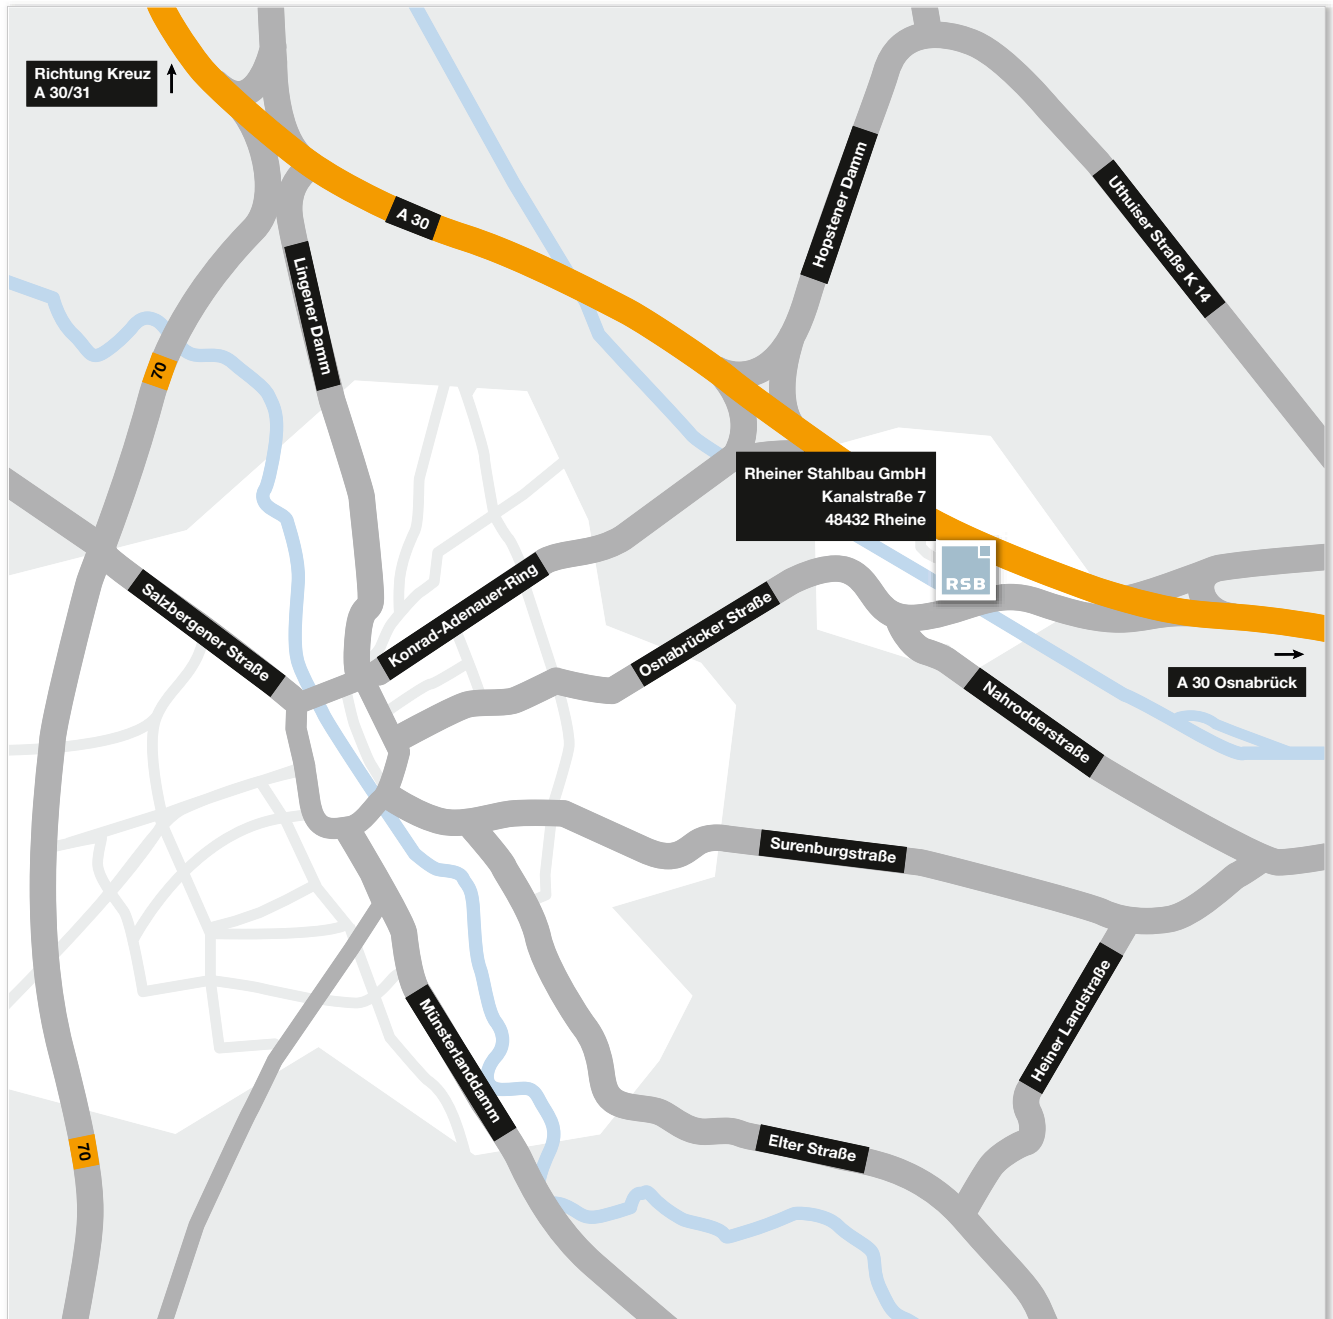 Richtung Kreuz
A 30/31
A 30
Hopstener Damm
Uthuiser Straße K 14
Lingener Damm
70
Rheiner Stahlbau GmbH
Kanalstraße 7
48432 Rheine
RSB
Konrad-Adenauer-Ring
Salzbergener Straße
Osnabrücker Straße
A 30 Osnabrück
Nahrodderstraße
Surenburgstraße
Heiner Landstraße
Münsterlanddamm
Elter Straße
70